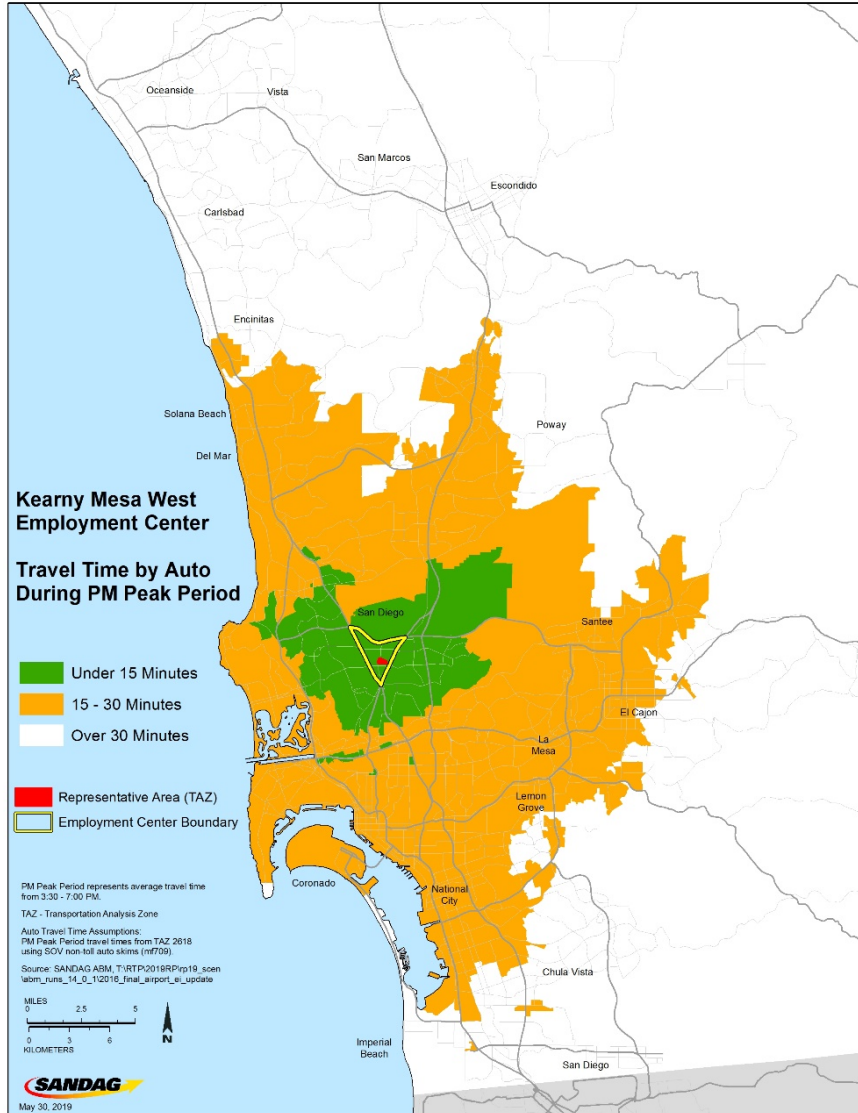 Oceanside
Vista
San Marcos
Escondido
Carlsbad
Encinitas
Solana Beach
Poway
Del Mar
Kearny Mesa West
Employment Center
Travel Time by Auto
During PM Peak Period
San Diego
Santee
Under 15 Minutes
15 - 30 Minutes
Over 30 Minutes
El Cajon
La
Mesa
Lemon
Grove
Representative Area (TAZ)
Employment Center Boundary
Coronado
National
City
PM Peak Period represents average travel time
from 3:30 - 7:00 PM.
TAZ - Transportation Analysis Zone
Auto Travel Time Assumptions:
PM Peak Period travel times from TAZ 2618
using SOV non-toll auto skims (mf709).
Source: SANDAG ABM, T:\RTP\2019RP\rp19_scen
\abm_runs_14_0_1\2016_final_airport_ei_update
Chula Vista
MILES
0 2.5 5
0 3 6
KILOMETERS
N
Imperial
Beach
San Diego
SANDAG
May 30, 2019